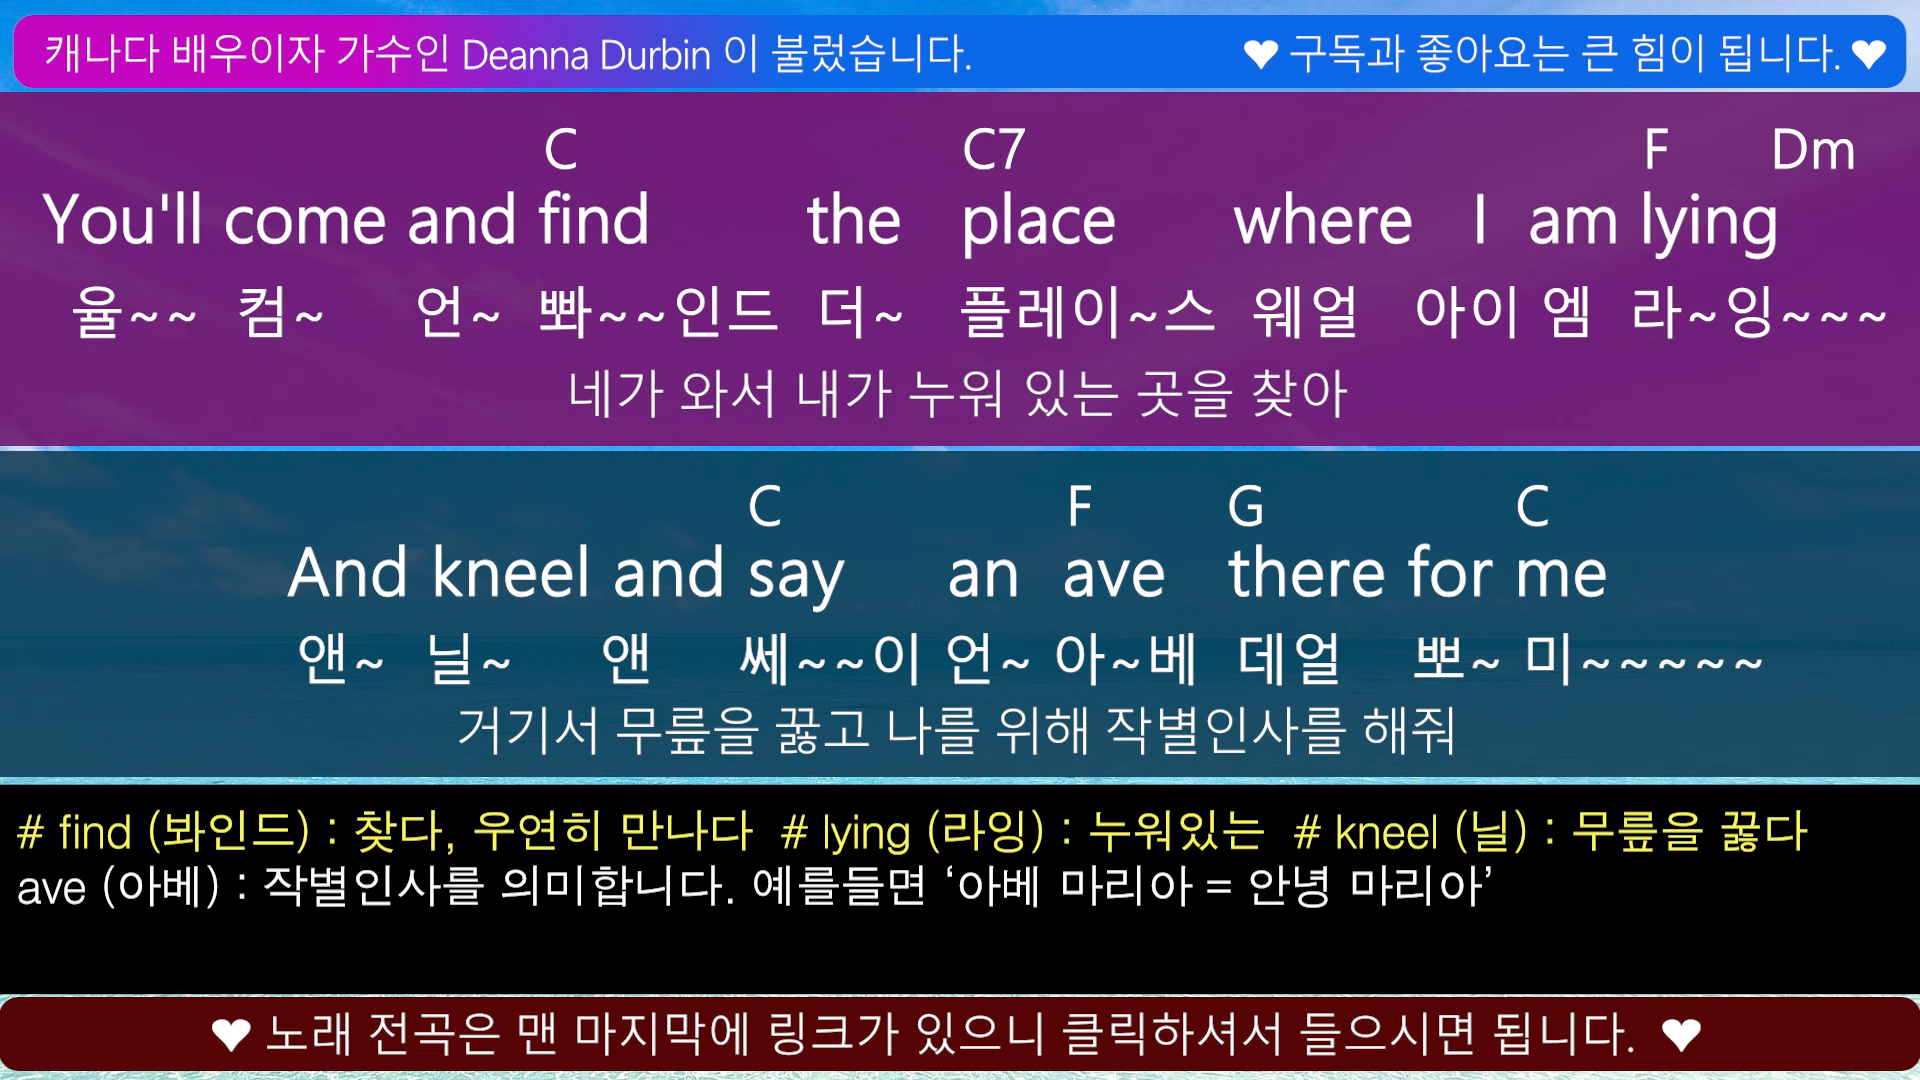 캐나다 배우이자 가수인 Deanna Durbin 이 불렀습니다. ♥ 구독과 좋아요는 큰 힘이 됩니다. ♥
C C7 F Dm
You'll come and find the place where I am lying
율~~ 컴~ 언~ 뽜~~인드 더~ 플레이~스 웨얼 아이 엠 라~잉~~~
네가 와서 내가 누워 있는 곳을 찾아
C F G C
And kneel and say an ave there for me
앤~ 닐~ 앤 쎄~~이 언~ 아~베 데얼 뽀~ 미~~~~~
거기서 무릎을 꿇고 나를 위해 작별인사를 해줘
# find (봐인드) : 찾다, 우연히 만나다 # lying (라잉) : 누워있는 # kneel (닐) : 무릎을 꿇다
ave (아베) : 작별인사를 의미합니다. 예를들면 ‘아베 마리아 = 안녕 마리아’
♥ 노래 전곡은 맨 마지막에 링크가 있으니 클릭하셔서 들으시면 됩니다. ♥